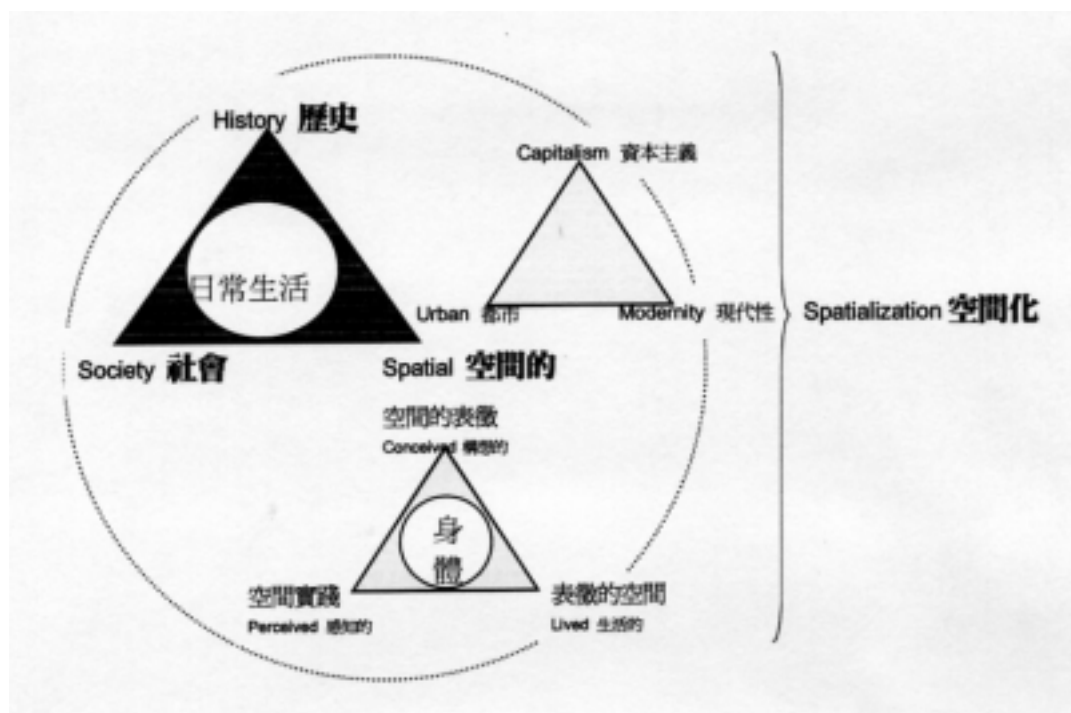 History 歷史
Capitalism 資本主義
日常生活
Urban 都市
Modernity 現代性
Spatialization 空間化
Society 社會
Spatial 空間的
空間的表徵
Conceived 構想的
身
體
空間實踐
Perceived 感知的
表徵的空間
Lived 生活的